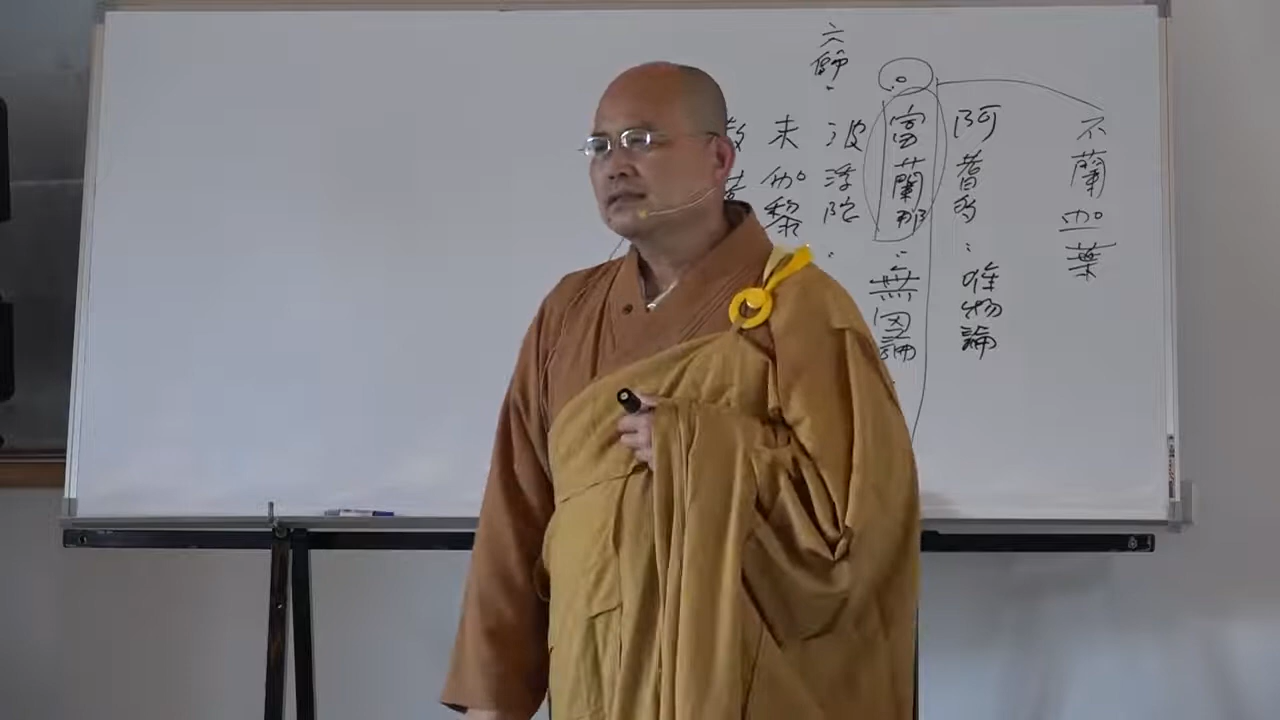 不蘭迦葉
阿耆多：唯物論
富蘭那：無因論
六師：
波浮陀：
末伽黎
散